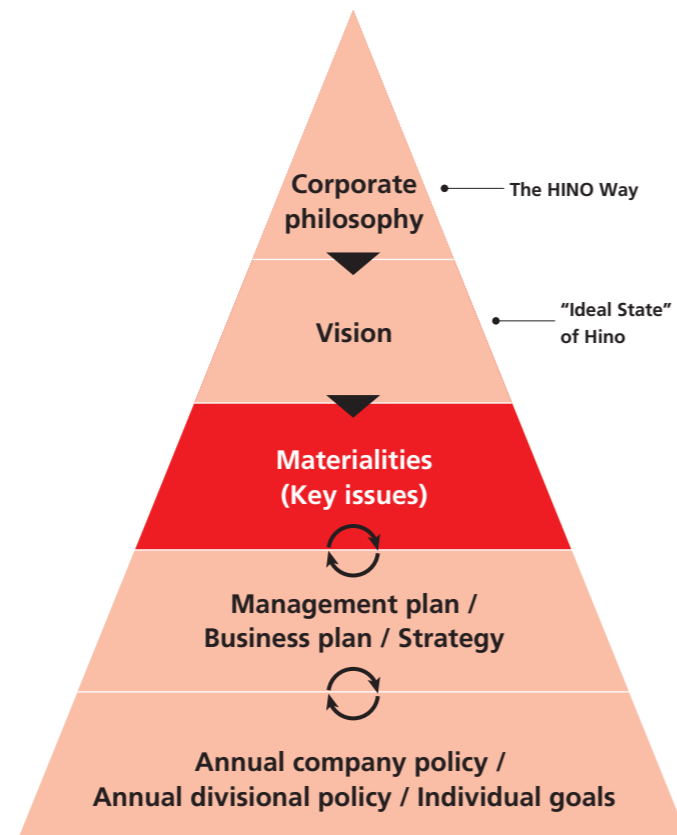 Corporate
philosophy
The HINO Way
Vision
“Ideal State”
of Hino
Materialities
(Key issues)
Management plan /
Business plan / Strategy
Annual company policy /
Annual divisional policy / Individual goals